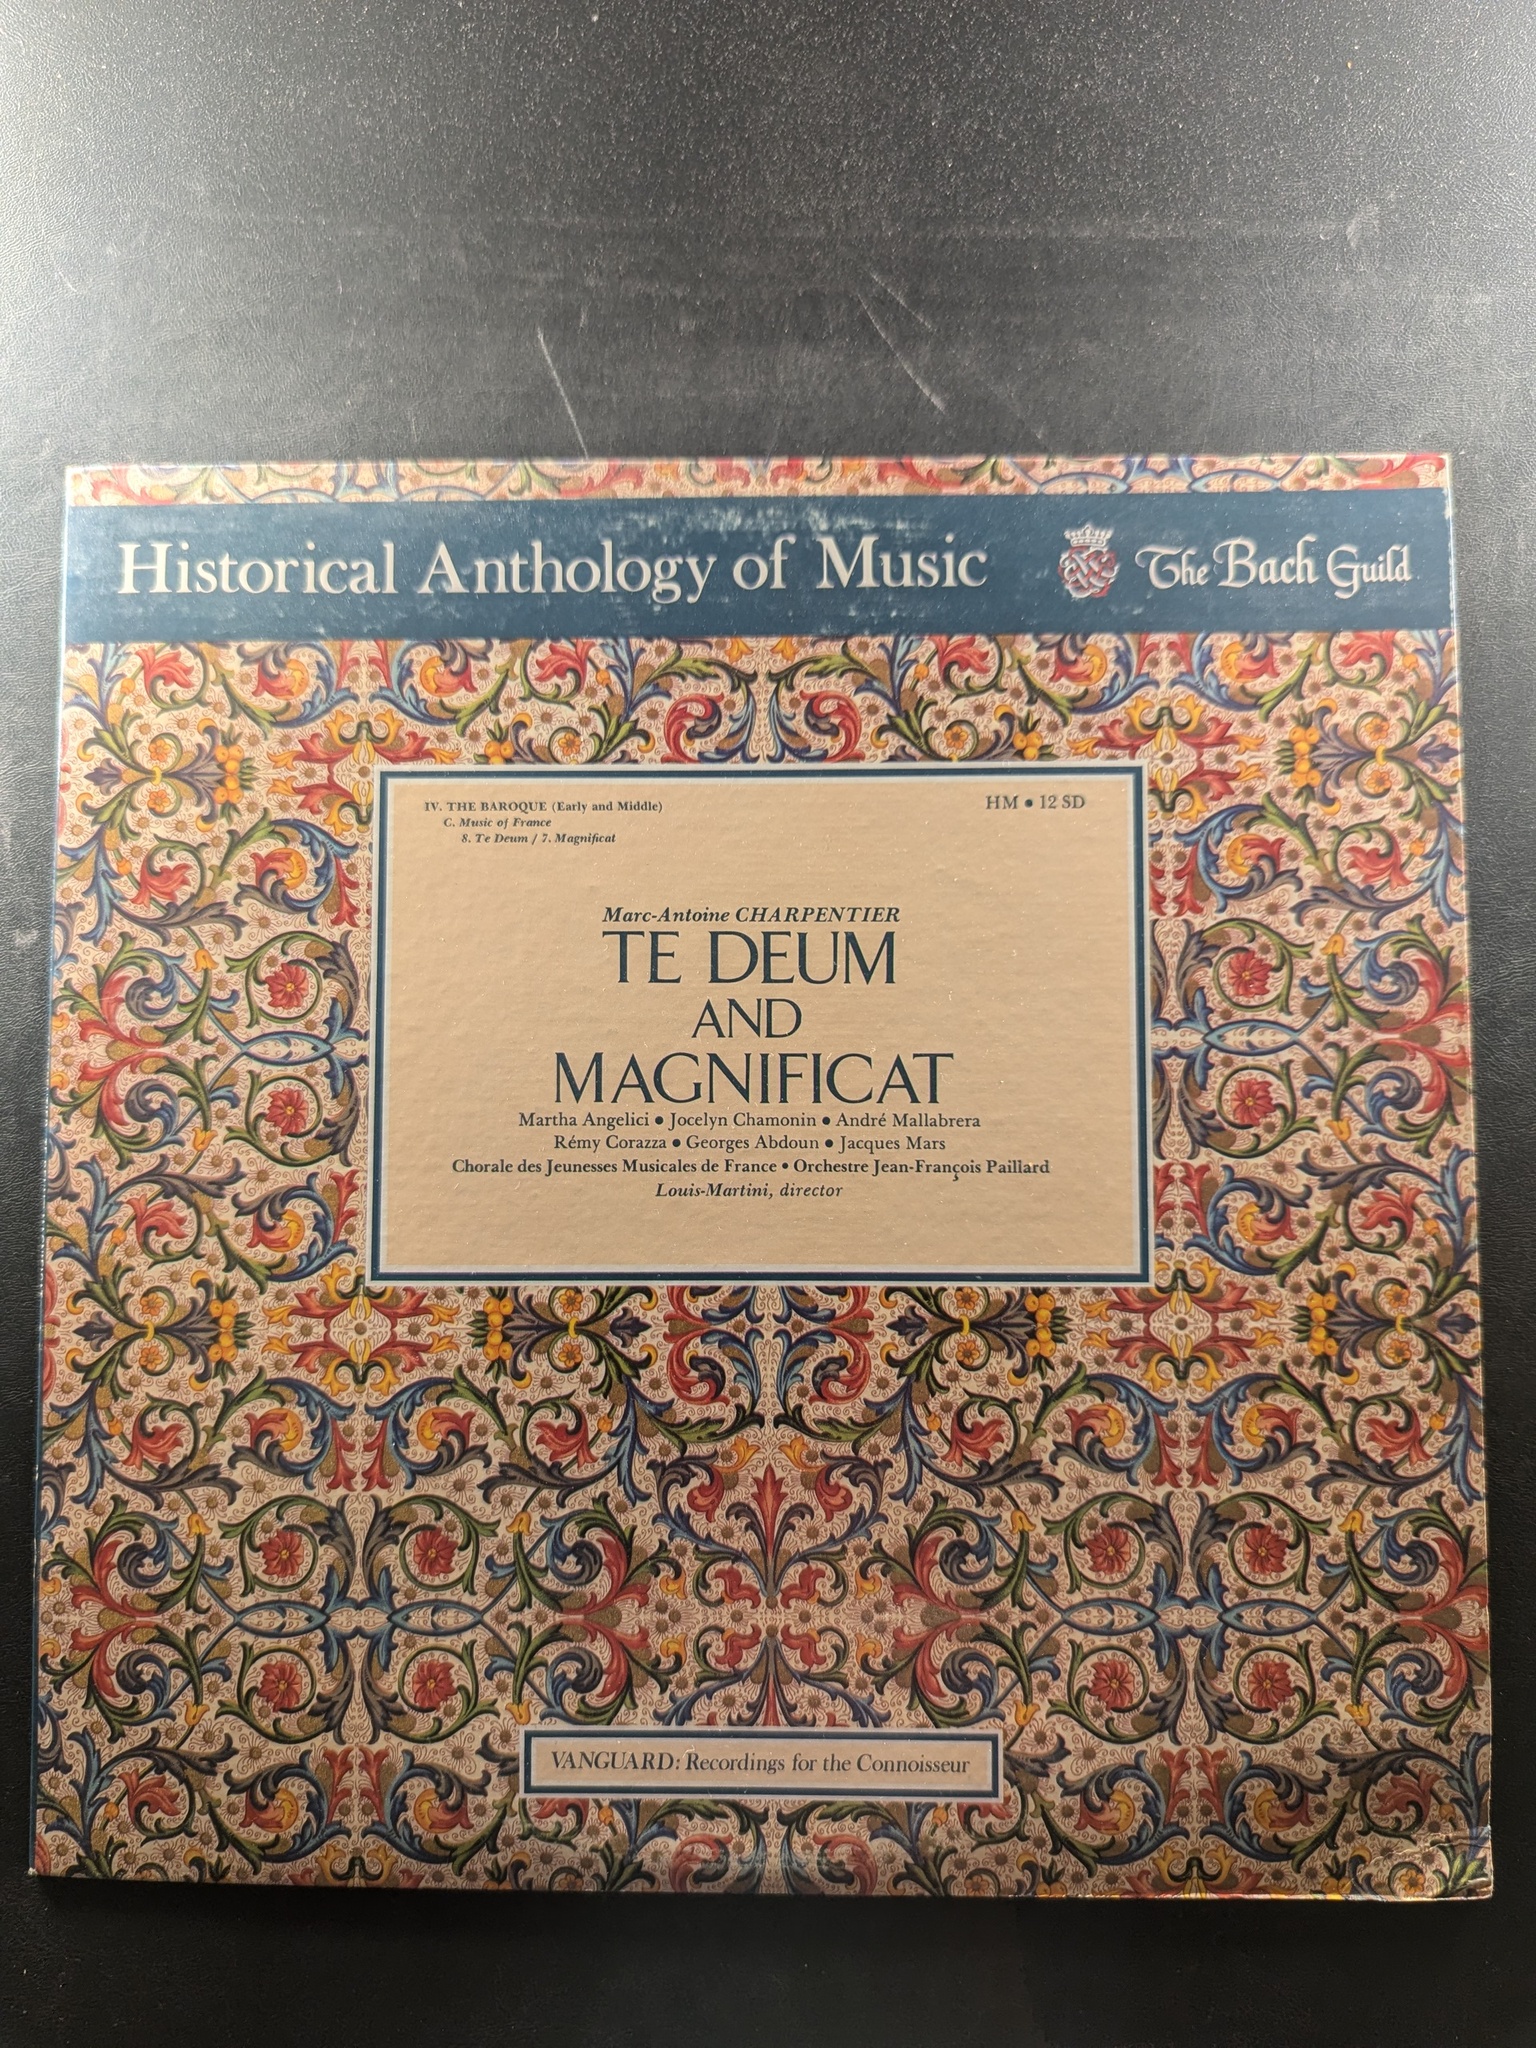 Historical Anthology of Music
The Bach Guild
IV. THE BAROQUE (Early and Middle)
C. Music of France
8. Te Deum / 7. Magnificat
HM • 12 SD
Marc-Antoine CHARPENTIER
TE DEUM
AND
MAGNIFICAT
Martha Angelici • Jocelyn Chamonin • André Mallabrera
Rémy Corazza • Georges Abdoun • Jacques Mars
Chorale des Jeunesses Musicales de France • Orchestre Jean-François Paillard
Louis-Martini, director
VANGUARD: Recordings for the Connoisseur